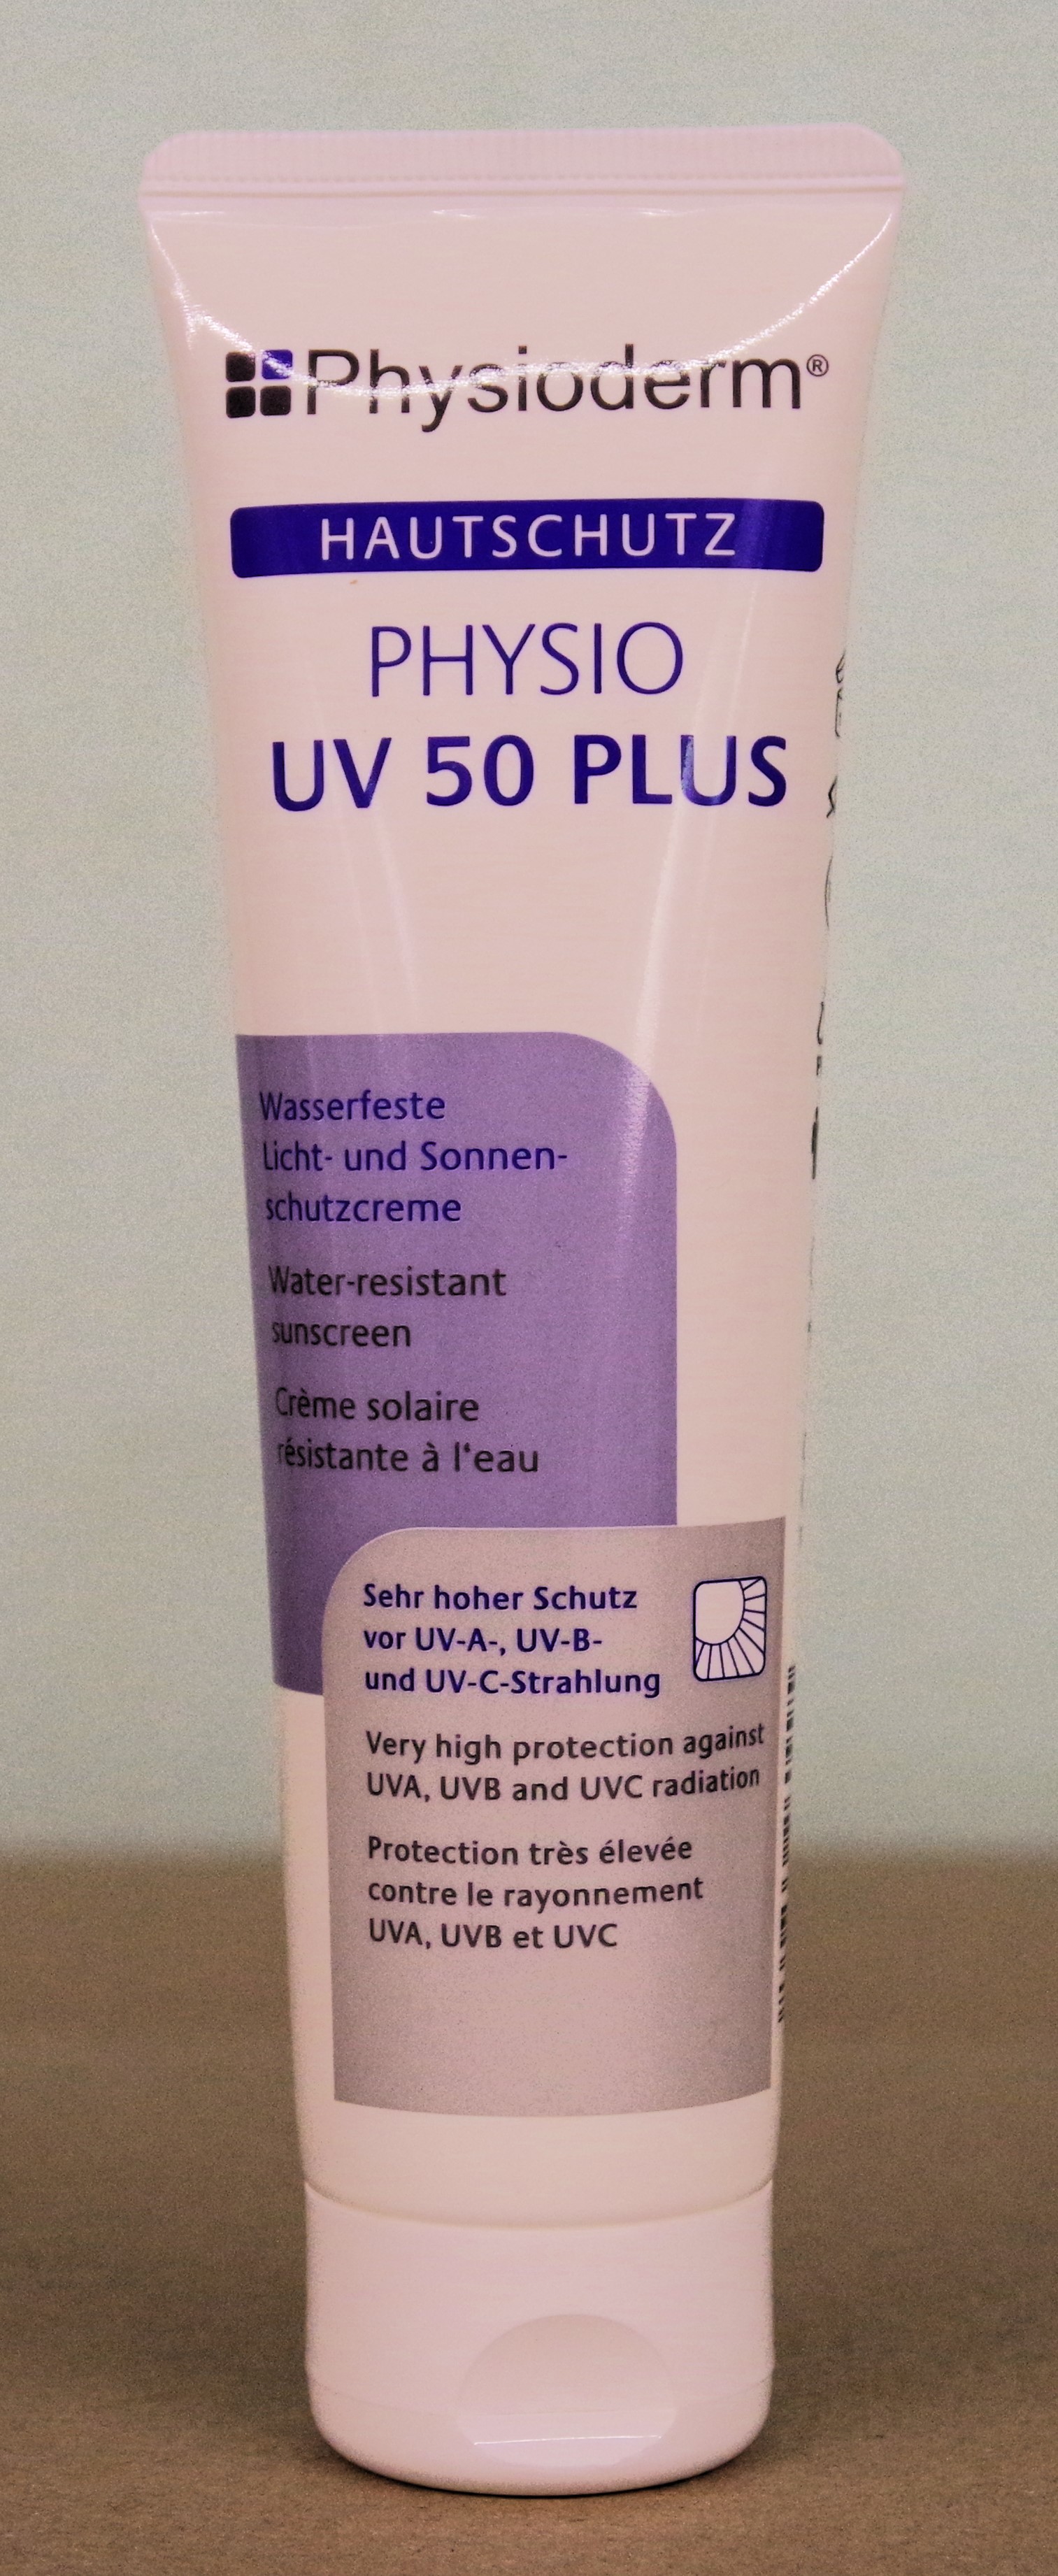 Physioderm®
HAUTSCHUTZ
PHYSIO
UV 50 PLUS
Wasserfeste
Licht- und Sonnen-
schutzcreme
Water-resistant
sunscreen
Crème solaire
résistante à l‘eau
Sehr hoher Schutz
vor UV-A-, UV-B-
und UV-C-Strahlung
Very high protection against
UVA, UVB and UVC radiation
Protection très élevée
contre le rayonnement
UVA, UVB et UVC